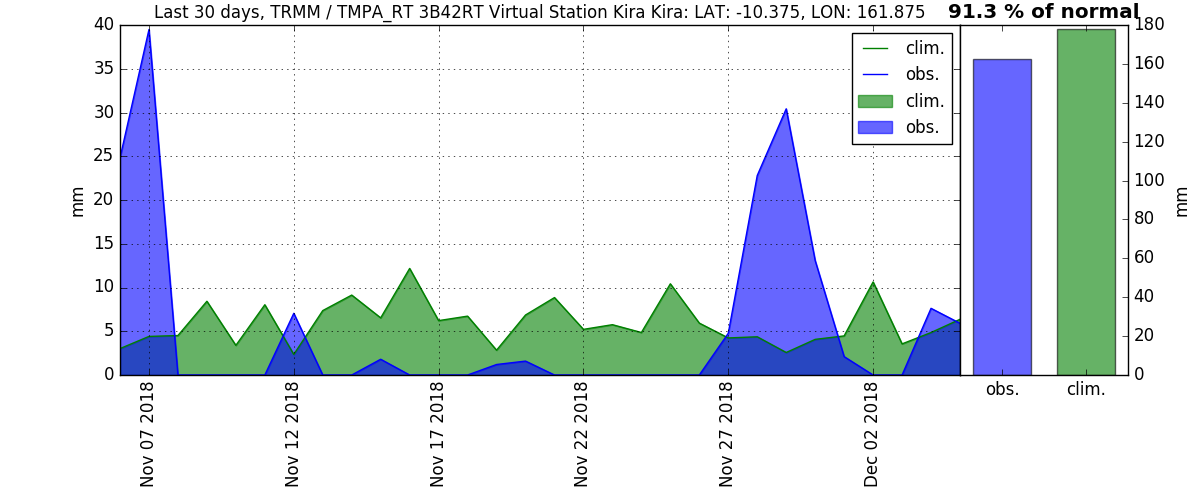 Last 30 days, TRMM / TMPA_RT 3B42RT Virtual Station Kira Kira: LAT: -10.375, LON: 161.875
91.3 % of normal
40
35
30
25
20
15
10
5
0
mm
clim.
obs.
clim.
obs.
Nov 07 2018
Nov 12 2018
Nov 17 2018
Nov 22 2018
Nov 27 2018
Dec 02 2018
180
160
140
120
100
80
60
40
20
0
mm
obs.
clim.